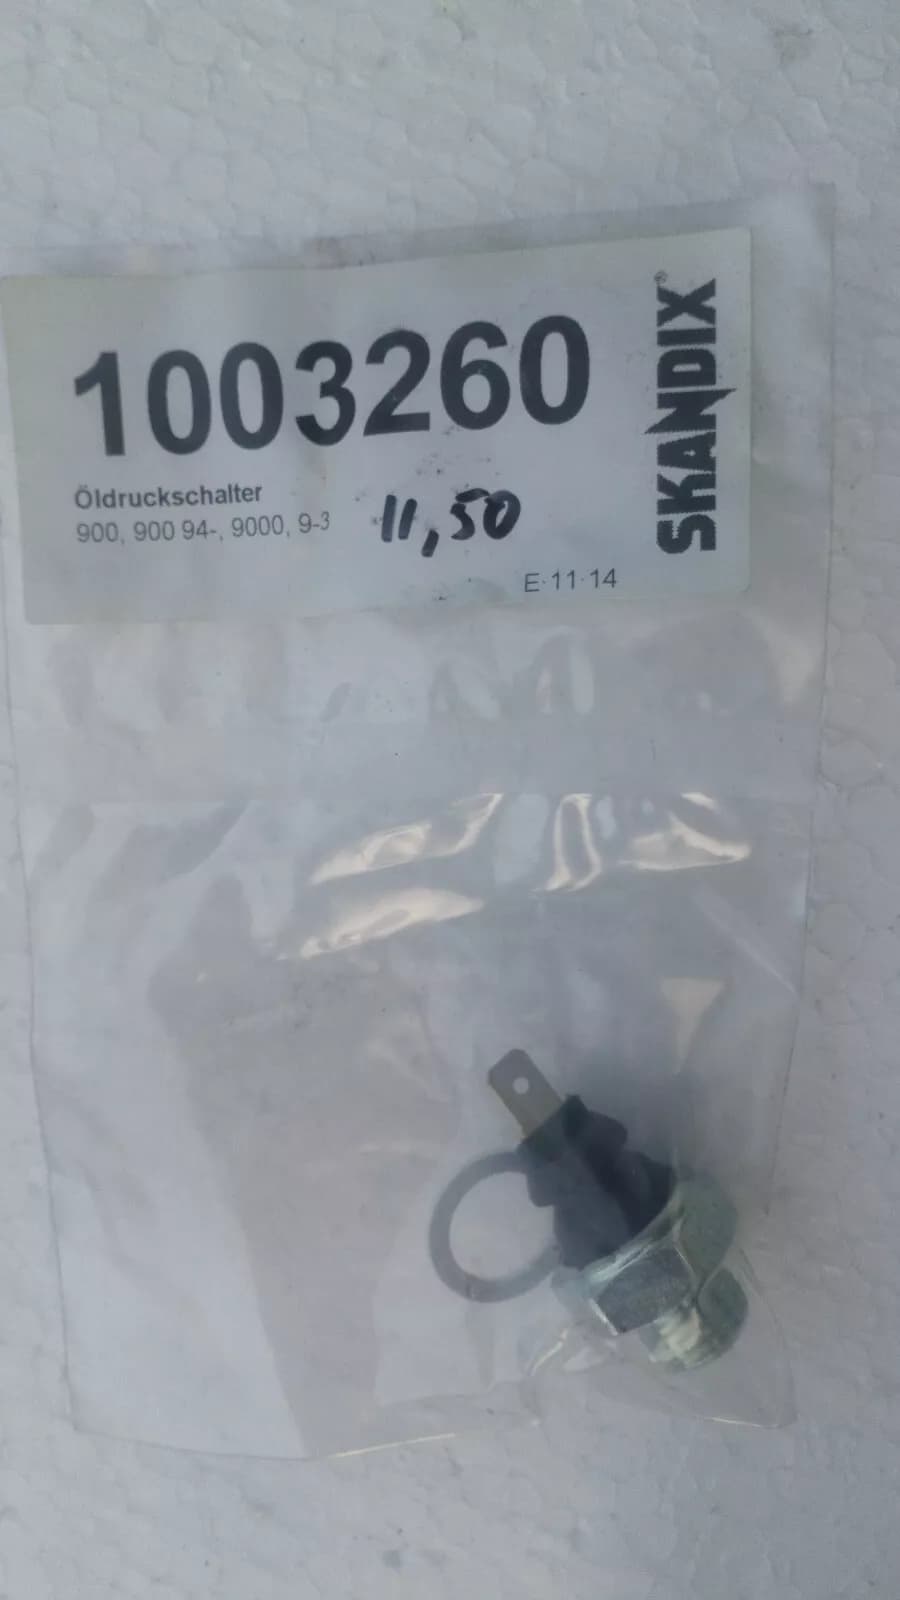 1003260
Öldruckschalter
900, 900 94-, 9000, 9-3
11,50
E·11·14
SKANDIX®